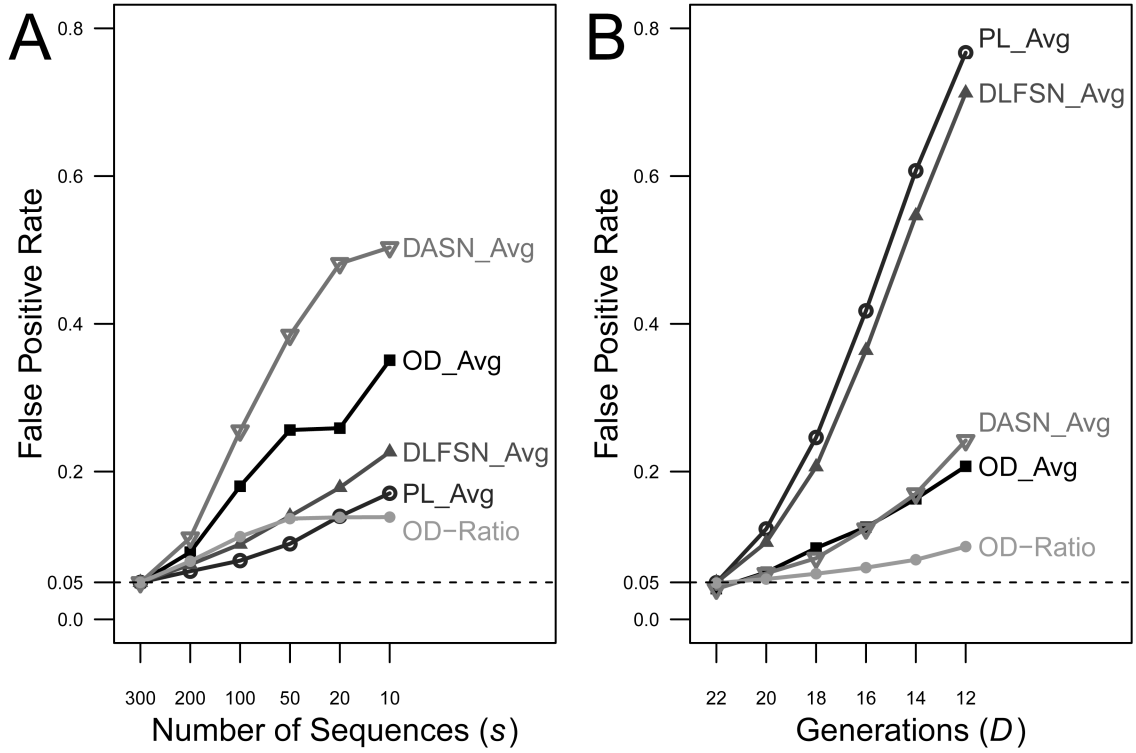 A
0.8
0.6
0.4
0.2
0.05
0.0
False Positive Rate
DASN_Avg
OD_Avg
DLFSN_Avg
PL_Avg
OD−Ratio
300 200 100 50 20 10
Number of Sequences (s)
B
0.8
0.6
0.4
0.2
0.05
0.0
False Positive Rate
PL_Avg
DLFSN_Avg
DASN_Avg
OD_Avg
OD−Ratio
22 20 18 16 14 12
Generations (D)